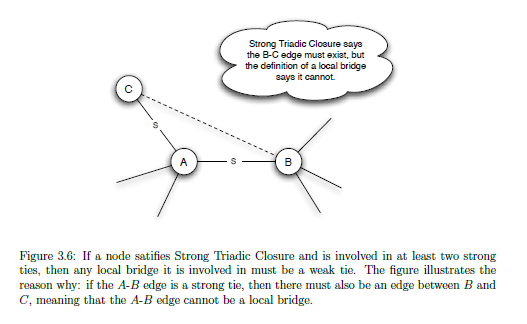 Strong Triadic Closure says
the B-C edge must exist, but
the definition of a local bridge
says it cannot.
C
S
A
S
B
Figure 3.6: If a node satifies Strong Triadic Closure and is involved in at least two strong
ties, then any local bridge it is involved in must be a weak tie. The figure illustrates the
reason why: if the A-B edge is a strong tie, then there must also be an edge between B and
C, meaning that the A-B edge cannot be a local bridge.